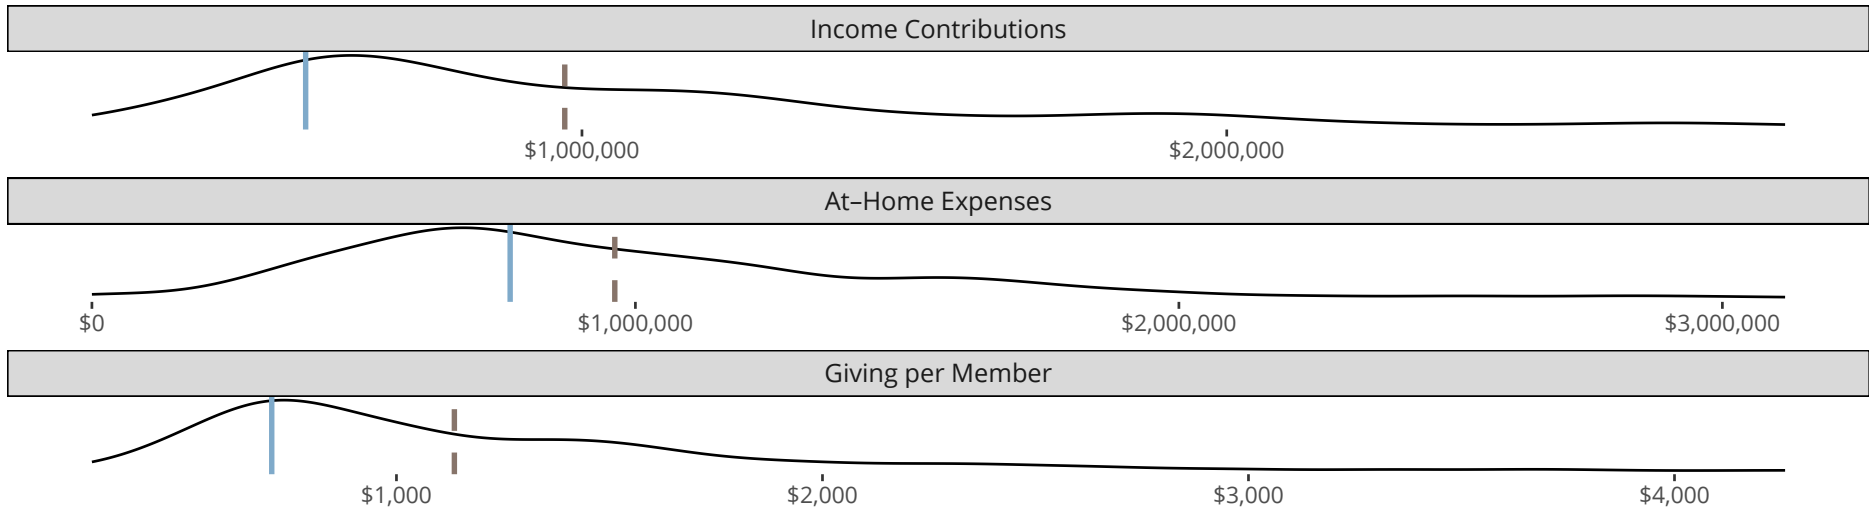 Income Contributions
$1,000,000 $2,000,000
At–Home Expenses
$0 $1,000,000 $2,000,000 $3,000,000
Giving per Member
$1,000 $2,000 $3,000 $4,000